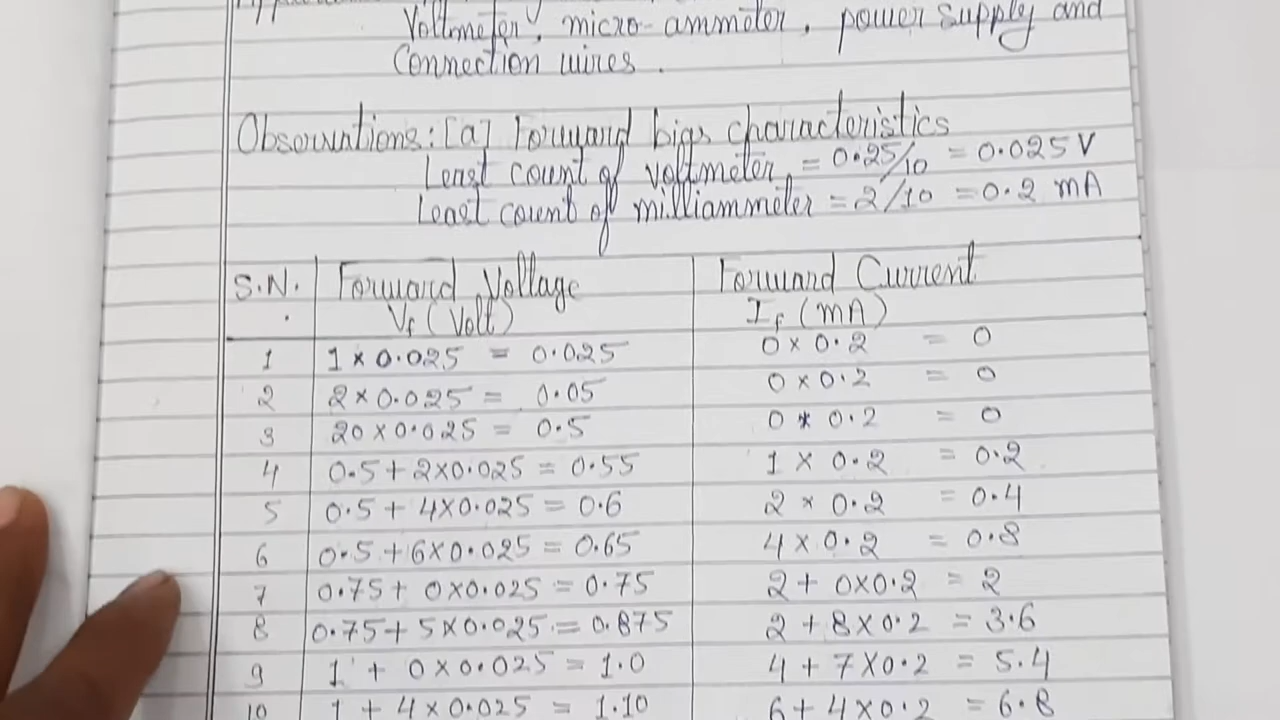 Voltmeter, micro-ammeter, power supply and
Connection wires.
Observations: [a] Forward bias characteristics
Least count of voltmeter = 0.25/10 = 0.025 V
Least count of milliammeter = 2/10 = 0.2 mA
S.N. Forward Voltage Vf (Volt) Forward Current If (mA)
1 1 × 0.025 = 0.025 0 × 0.2 = 0
2 2 × 0.025 = 0.05 0 × 0.2 = 0
3 20 × 0.025 = 0.5 0 × 0.2 = 0
4 0.5 + 2 × 0.025 = 0.55 1 × 0.2 = 0.2
5 0.5 + 4 × 0.025 = 0.6 2 × 0.2 = 0.4
6 0.5 + 6 × 0.025 = 0.65 4 × 0.2 = 0.8
7 0.75 + 0 × 0.025 = 0.75 2 + 0 × 0.2 = 2
8 0.75 + 5 × 0.025 = 0.875 2 + 8 × 0.2 = 3.6
9 1 + 0 × 0.025 = 1.0 4 + 7 × 0.2 = 5.4
10 1 + 4 × 0.025 = 1.10 6 + 4 × 0.2 = 6.8